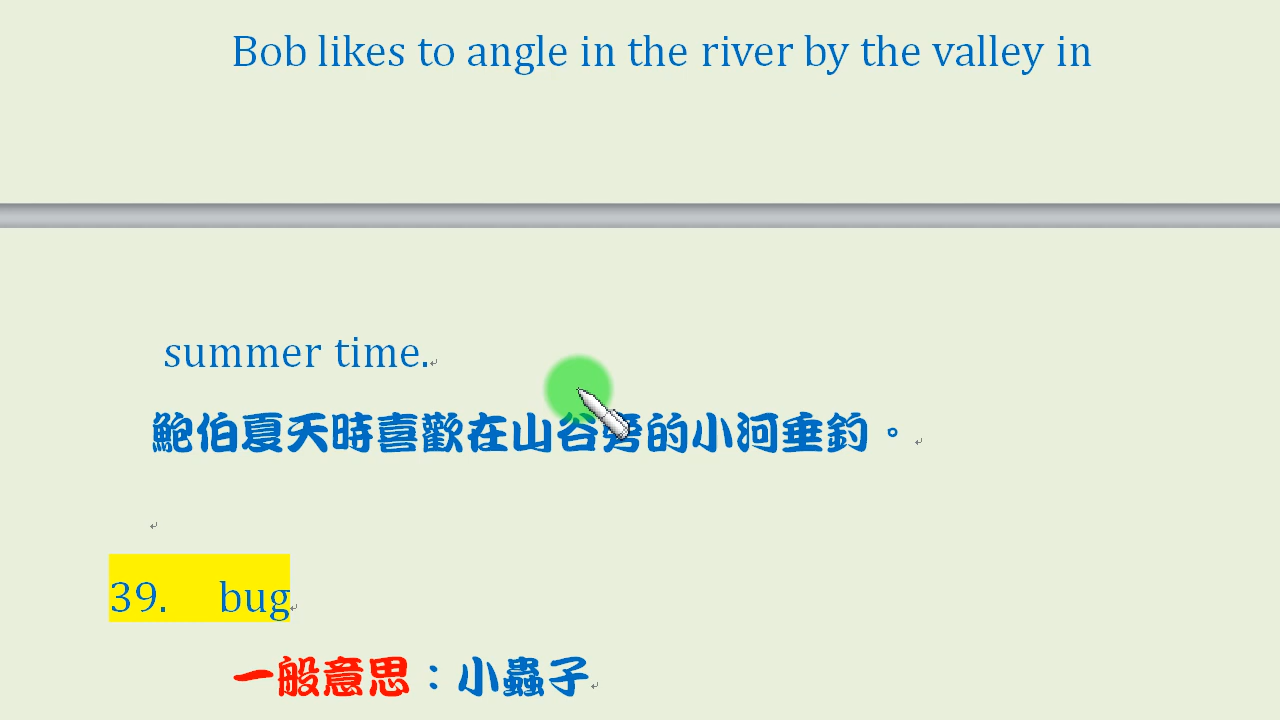 Bob likes to angle in the river by the valley in
summer time.
鮑伯夏天時喜歡在山谷旁的小河垂釣。
39. bug
一般意思：小蟲子